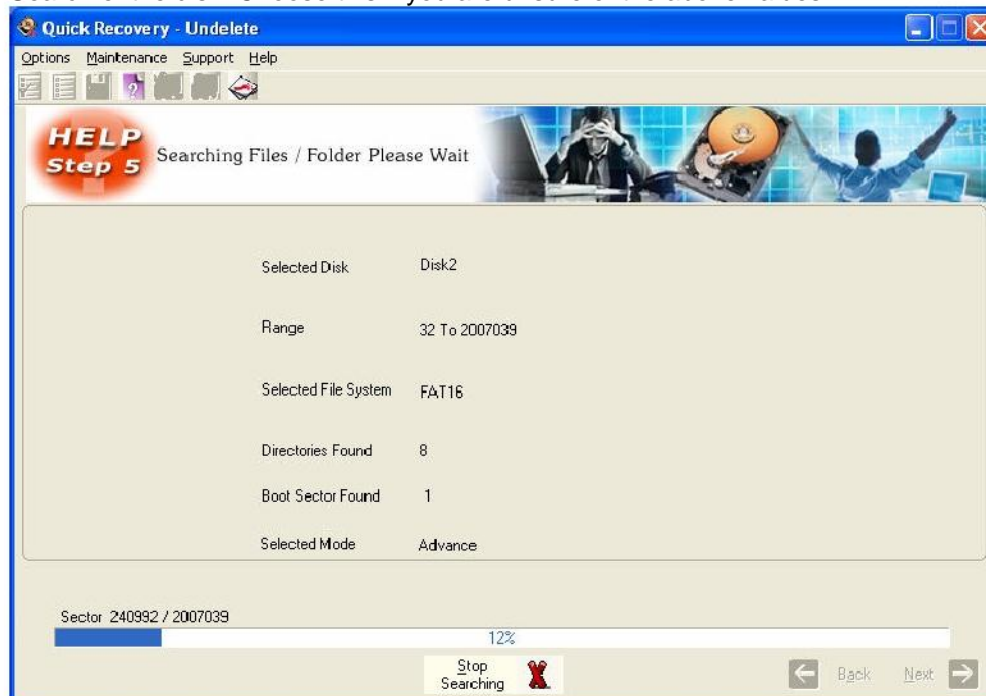 Quick Recovery - Undelete
Options Maintenance Support Help
HELP
Step 5
Searching Files / Folder Please Wait
Selected Disk Disk2
Range 32 To 2007039
Selected File System FAT16
Directories Found 8
Boot Sector Found 1
Selected Mode Advance
Sector 240992 / 2007039
12%
Stop
Searching
Back Next